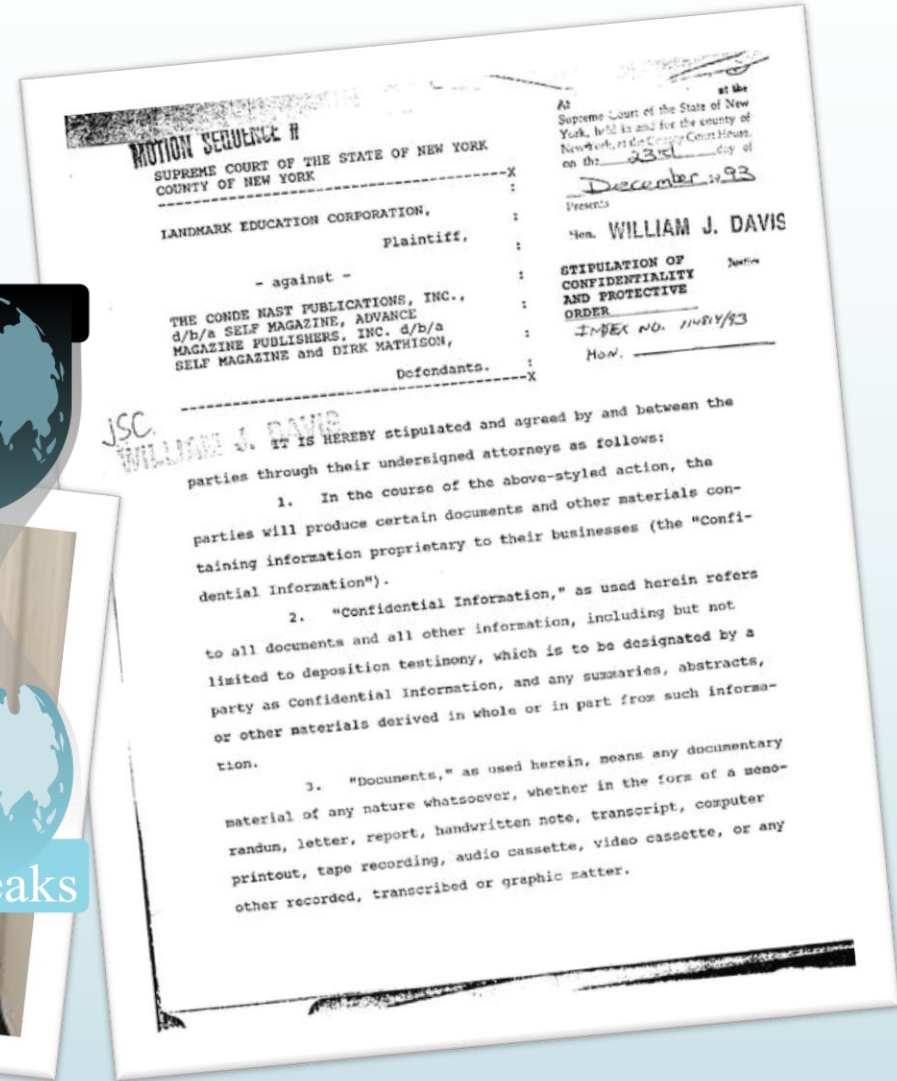 MOTION SEQUENCE #
SUPREME COURT OF THE STATE OF NEW YORK
COUNTY OF NEW YORK
-----------------------------------------X
LANDMARK EDUCATION CORPORATION,
Plaintiff,
- against -
THE CONDE NAST PUBLICATIONS, INC.,
d/b/a SELF MAGAZINE, ADVANCE
MAGAZINE PUBLISHERS, INC. d/b/a
SELF MAGAZINE and DIRK MATHISON,
Defendants.
-----------------------------------------X
At at the
Supreme Court of the State of New
York, held in and for the county of
New York, at the County Court House,
on the 23rd day of
December 1993
Present:
Hon. WILLIAM J. DAVIS
Justice
STIPULATION OF
CONFIDENTIALITY
AND PROTECTIVE
ORDER
INDEX NO. /93
HON.
JSC.
WILLIAM J. DAVIS
IT IS HEREBY stipulated and agreed by and between the
parties through their undersigned attorneys as follows:
1. In the course of the above-styled action, the
parties will produce certain documents and other materials con-
taining information proprietary to their businesses (the "Confi-
dential Information").
2. "Confidential Information," as used herein refers
to all documents and all other information, including but not
limited to deposition testimony, which is to be designated by a
party as Confidential Information, and any summaries, abstracts,
or other materials derived in whole or in part from such informa-
tion.
3. "Documents," as used herein, means any documentary
material of any nature whatsoever, whether in the form of a memo-
randum, letter, report, handwritten note, transcript, computer
printout, tape recording, audio cassette, video cassette, or any
other recorded, transcribed or graphic matter.
eaks